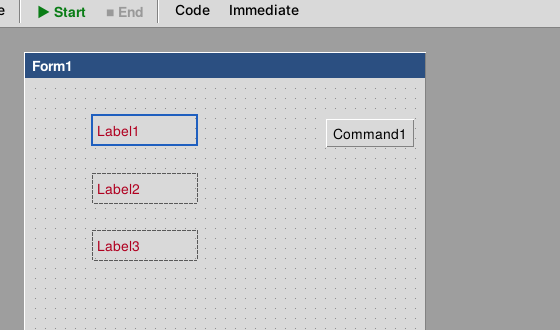 Start End Code Immediate
Form1
Label1
Command1
Label2
Label3